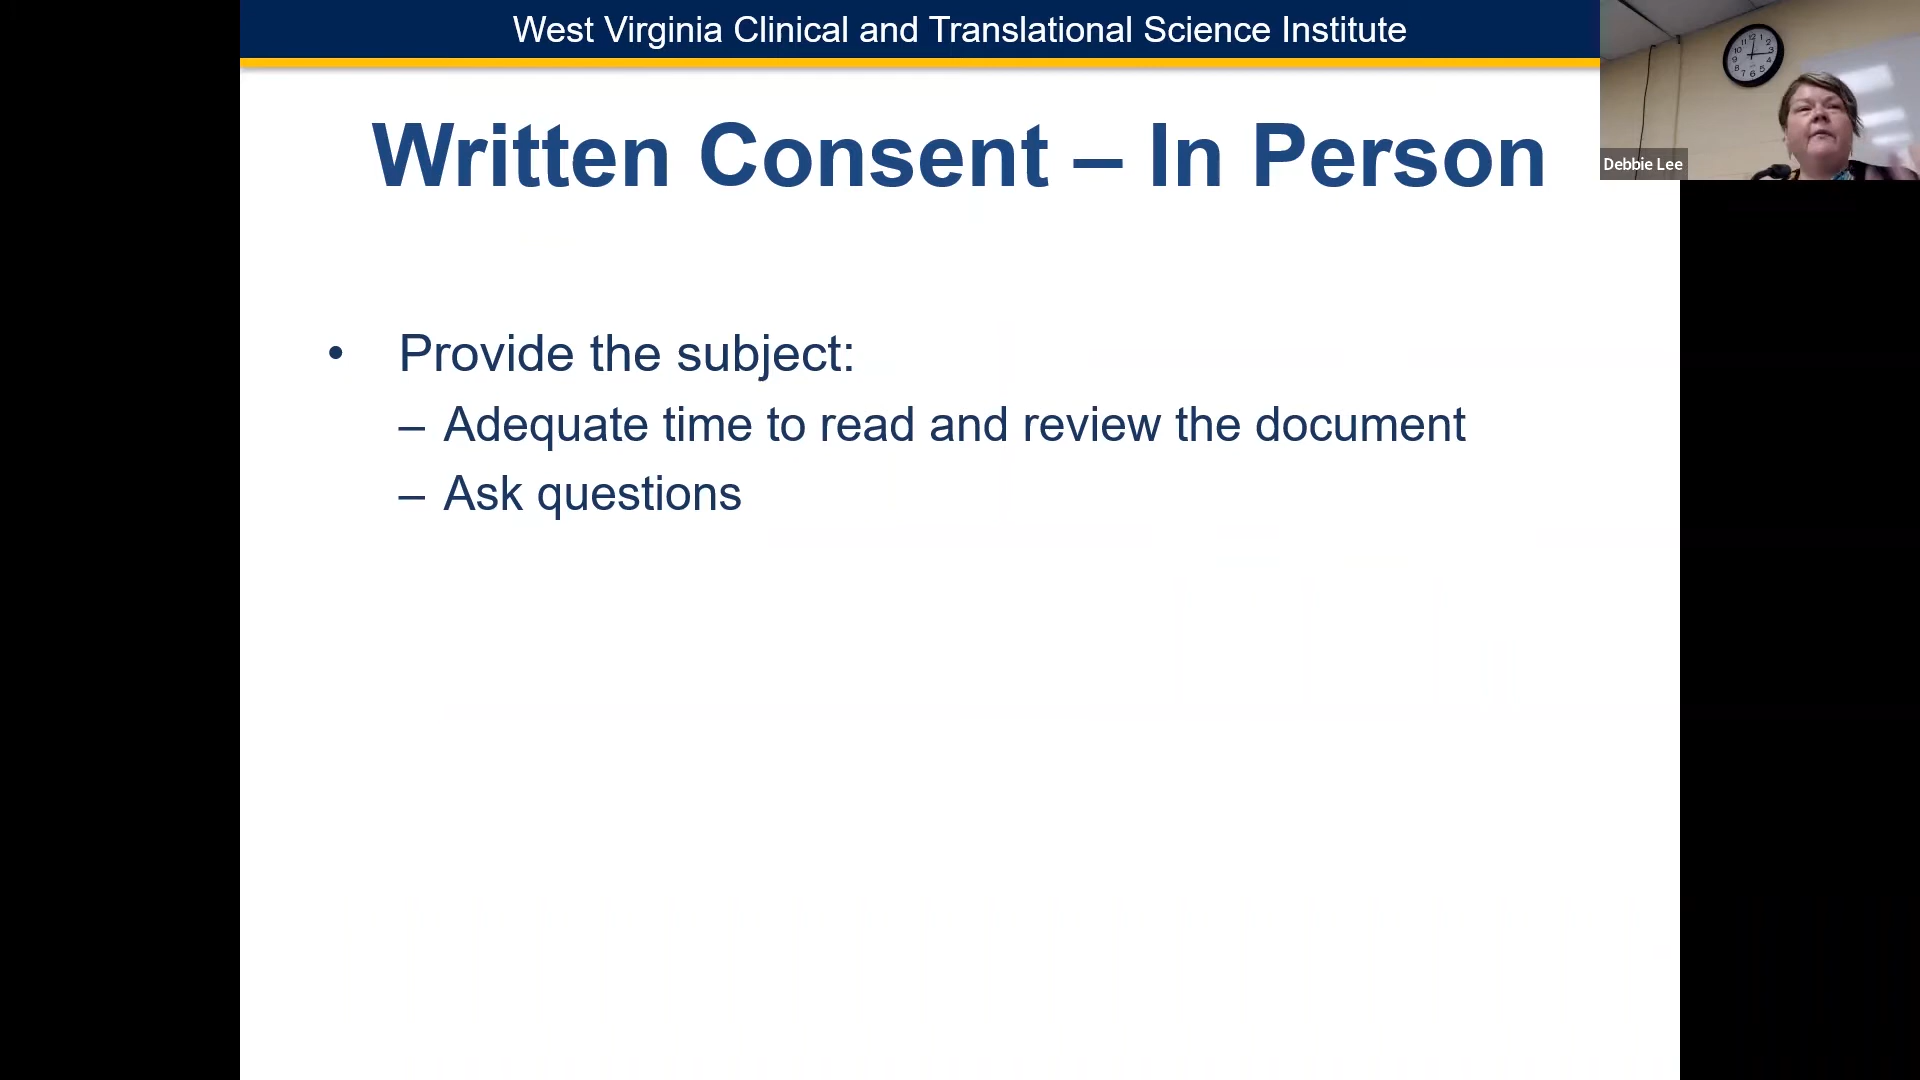 West Virginia Clinical and Translational Science Institute
Written Consent – In Person
• Provide the subject:
– Adequate time to read and review the document
– Ask questions
Debbie Lee